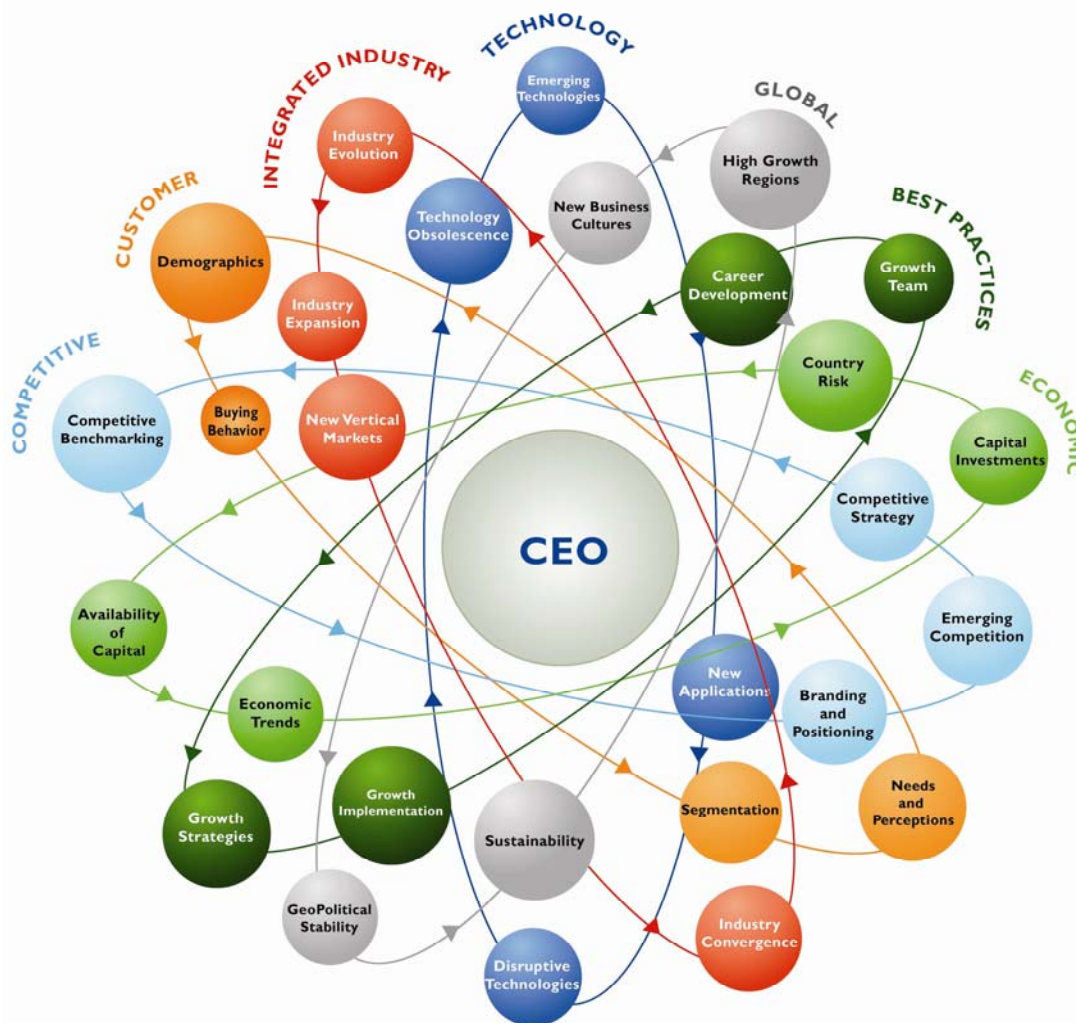 TECHNOLOGY
Emerging
Technologies
INTEGRATED INDUSTRY
GLOBAL
Industry
Evolution
High Growth
Regions
CUSTOMER
New Business
Cultures
Technology
Obsolescence
BEST PRACTICES
Demographics
Career
Development
Growth
Team
Industry
Expansion
COMPETITIVE
Country
Risk
ECONOMIC
Competitive
Benchmarking
Buying
Behavior
New Vertical
Markets
Capital
Investments
Competitive
Strategy
CEO
Availability
of
Capital
Emerging
Competition
New
Applications
Economic
Trends
Branding
and
Positioning
Growth
Implementation
Needs
and
Perceptions
Growth
Strategies
Sustainability
Segmentation
GeoPolitical
Stability
Industry
Convergence
Disruptive
Technologies